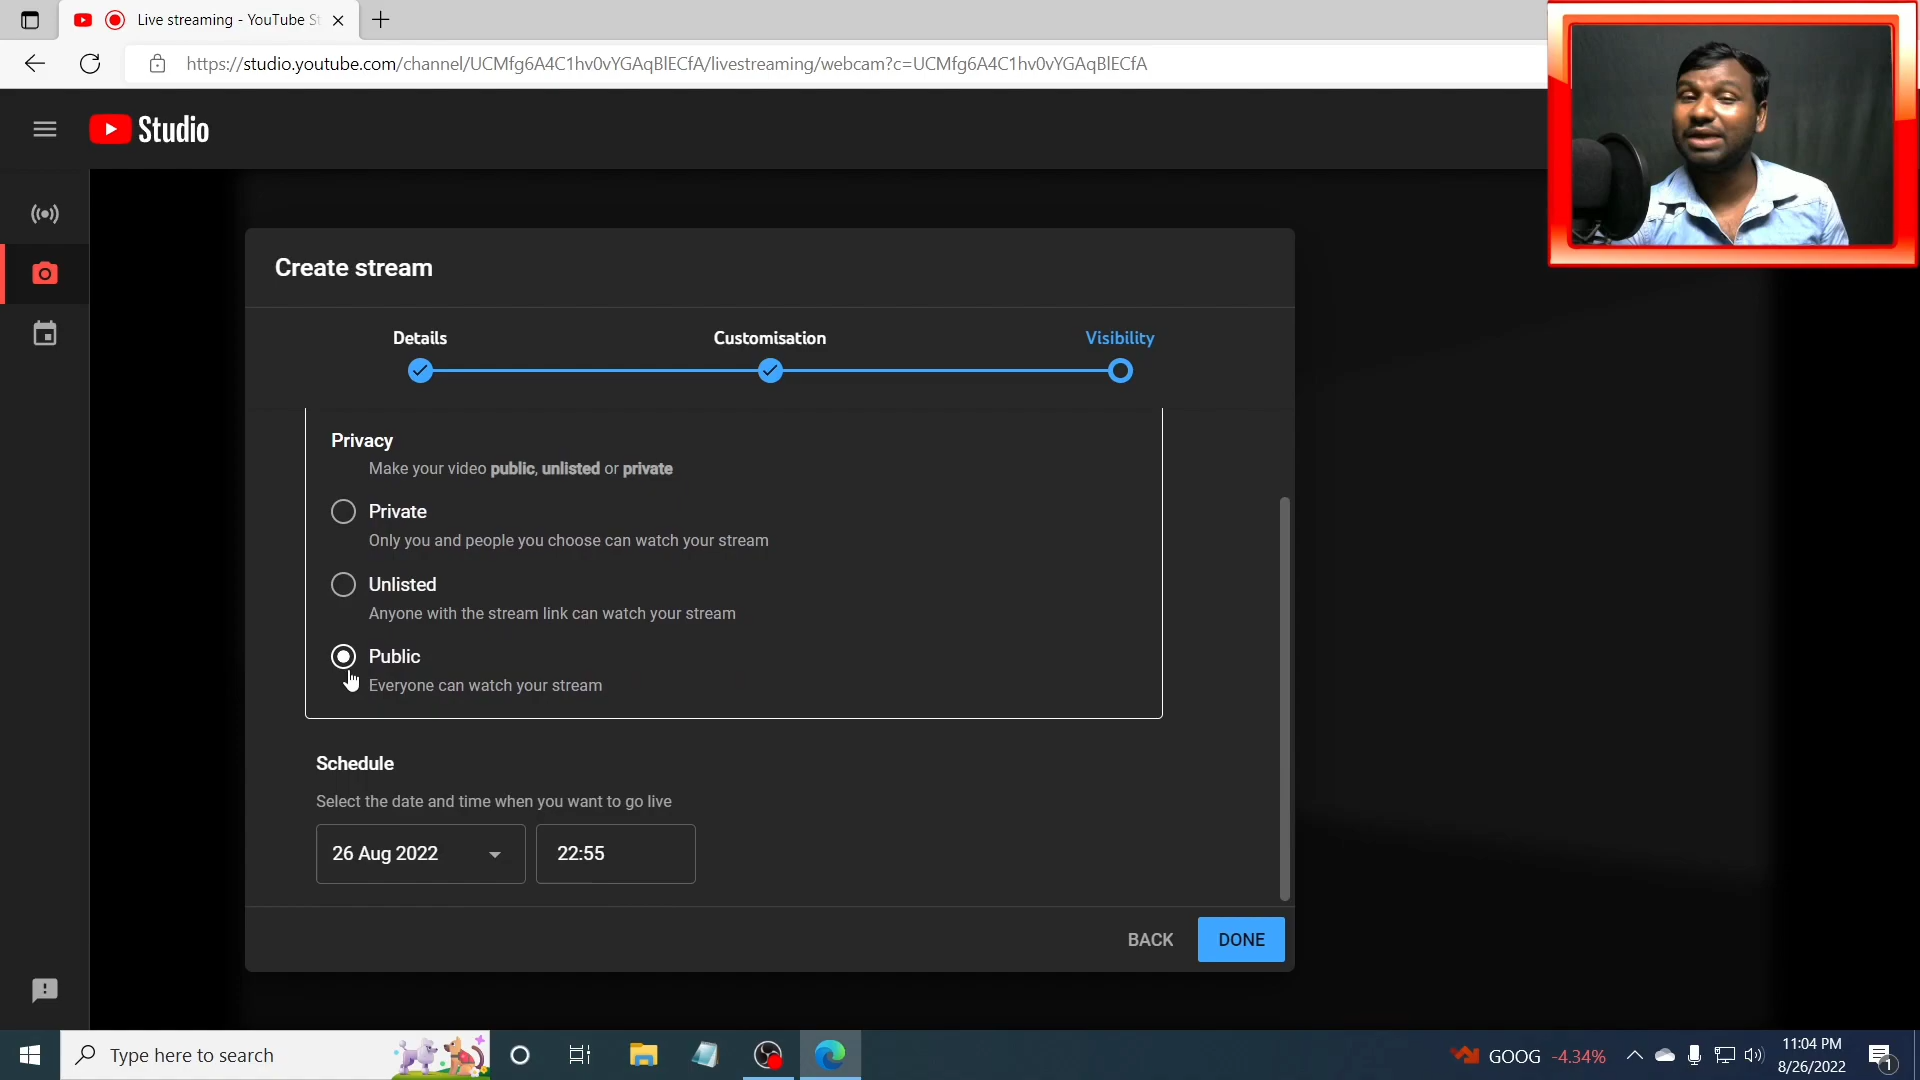 Live streaming - YouTube S
https://studio.youtube.com/channel/UCMfg6A4C1hv0vYGAqBlECfA/livestreaming/webcam?c=UCMfg6A4C1hv0vYGAqBlECfA
Studio
Create stream
Details
Customisation
Visibility
Privacy
Make your video public, unlisted or private
Private
Only you and people you choose can watch your stream
Unlisted
Anyone with the stream link can watch your stream
Public
Everyone can watch your stream
Schedule
Select the date and time when you want to go live
26 Aug 2022
22:55
BACK
DONE
Type here to search
GOOG -4.34%
11:04 PM
8/26/2022
1